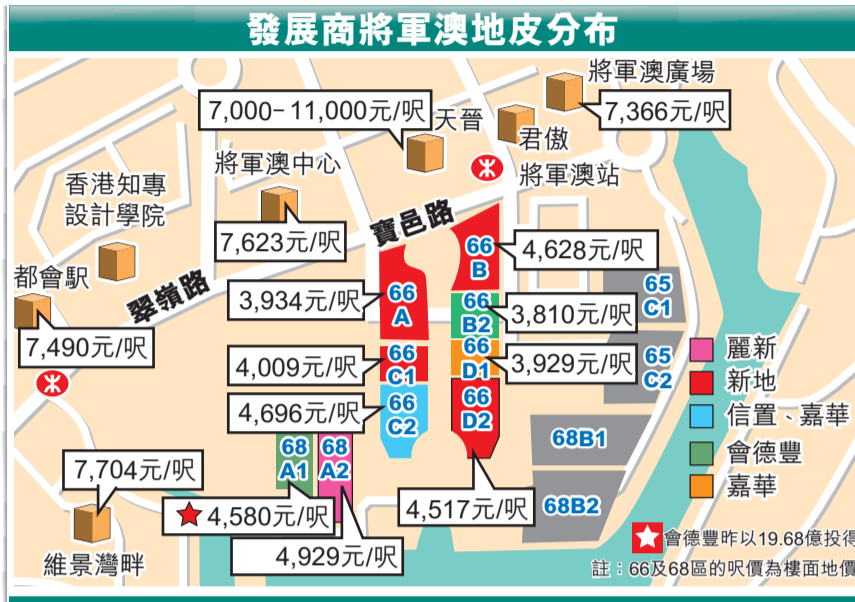 發展商將軍澳地皮分布
將軍澳廣場
7,366元/呎
7,000-11,000元/呎
天晉
君傲
將軍澳站
將軍澳中心
7,623元/呎
香港知專
設計學院
寶邑路
翠嶺路
都會駅
7,490元/呎
66
B
4,628元/呎
66
A
3,934元/呎
66
B2
3,810元/呎
65
C1
66
C1
4,009元/呎
66
D1
3,929元/呎
65
C2
66
C2
4,696元/呎
66
D2
4,517元/呎
68
A1
4,580元/呎
68
A2
4,929元/呎
68B1
68B2
7,704元/呎
維景灣畔
麗新
新地
信置、嘉華
會德豐
嘉華
會德豐昨以19.68億投得
註：66及68區的呎價為樓面地價